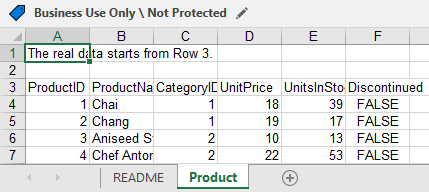 Business Use Only \ Not Protected
A B C D E F
1 The real data starts from Row 3.
2
3 ProductID ProductNa CategoryID UnitPrice UnitsInSto Discontinued
4 1 Chai 1 18 39 FALSE
5 2 Chang 1 19 17 FALSE
6 3 Aniseed S 2 10 13 FALSE
7 4 Chef Anton 2 22 53 FALSE
README Product